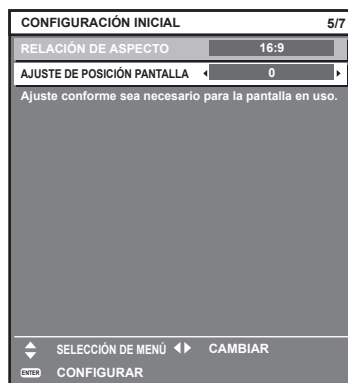 CONFIGURACIÓN INICIAL 5/7
RELACIÓN DE ASPECTO 16:9
AJUSTE DE POSICIÓN PANTALLA 0
Ajuste conforme sea necesario para la pantalla en uso.
SELECCIÓN DE MENÚ CAMBIAR
ENTER CONFIGURAR